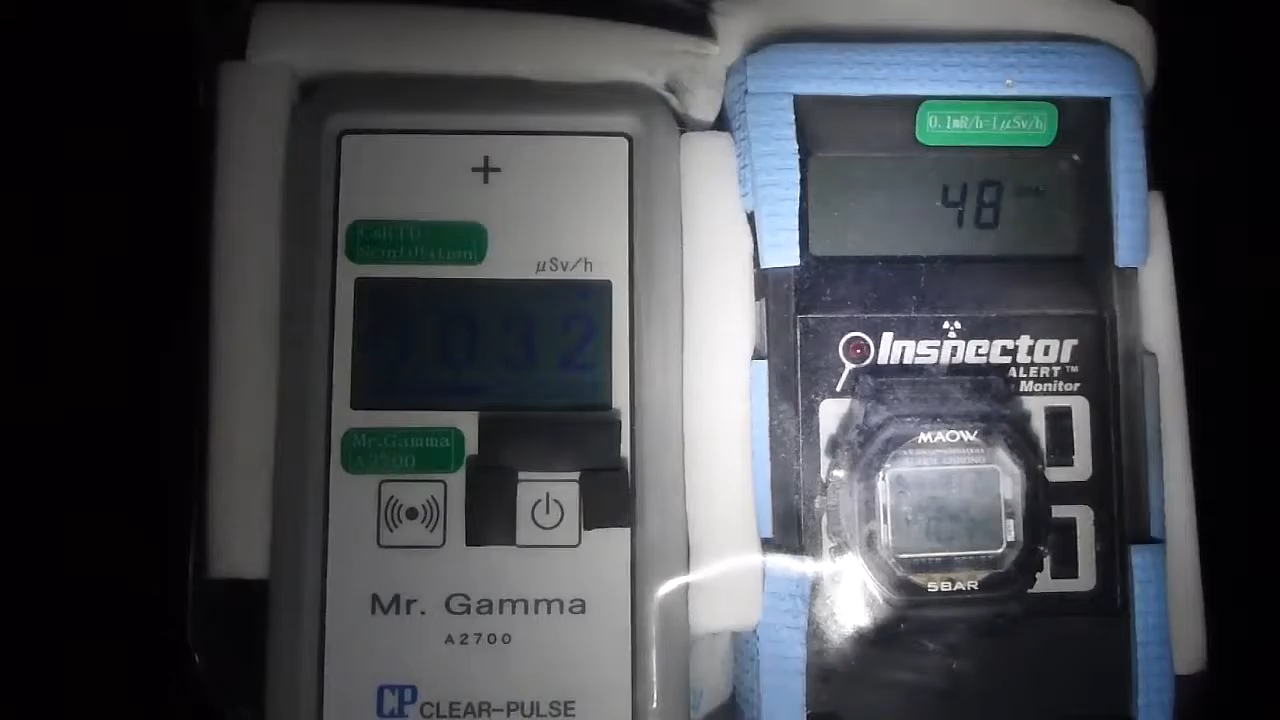 CsI(Tl)
Scintillation
μSv/h
0.032
Mr.Gamma
A2700
Mr. Gamma
A2700
CP CLEAR-PULSE
0.1mR/h=1μSv/h
48
Inspector
ALERT™
Monitor
MAOW
5BAR